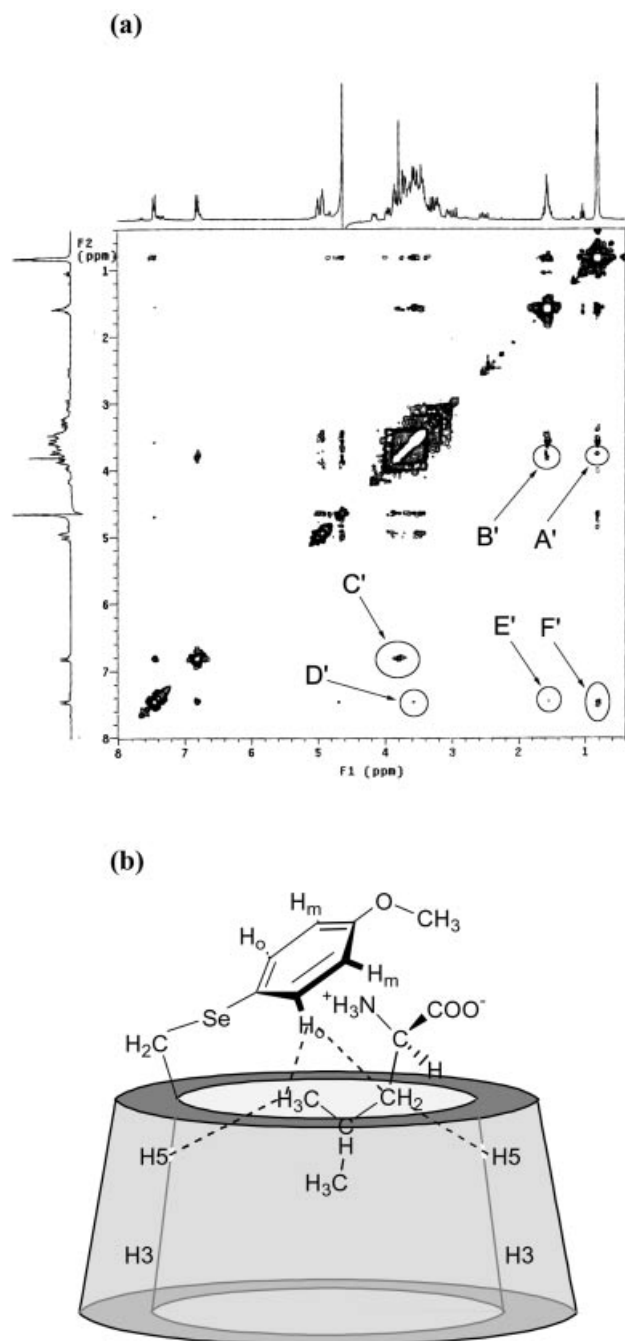 (a)
F2
(ppm)
1
2
3
4
5
6
7
8
B'
A'
C'
D'
E'
F'
8 7 6 5 4 3 2 1
F1 (ppm)
(b)
Hm
O
CH3
Ho
Hm
Se
Ho
+H3N
COO-
C
H
H2C
H3C
CH2
C
H
H5
H5
H3C
H3
H3